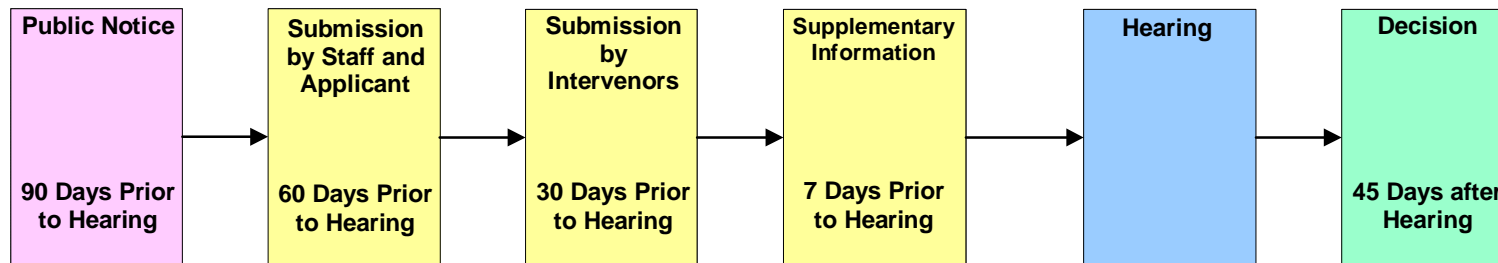 Public Notice
90 Days Prior
to Hearing
Submission
by Staff and
Applicant
60 Days Prior
to Hearing
Submission
by
Intervenors
30 Days Prior
to Hearing
Supplementary
Information
7 Days Prior
to Hearing
Hearing
Decision
45 Days after
Hearing